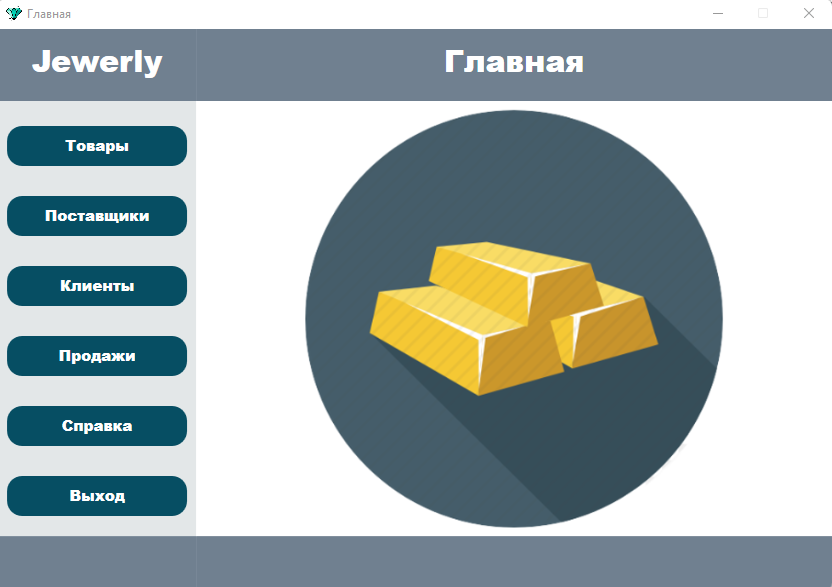 Главная
Jewerly
Главная
Товары
Поставщики
Клиенты
Продажи
Справка
Выход